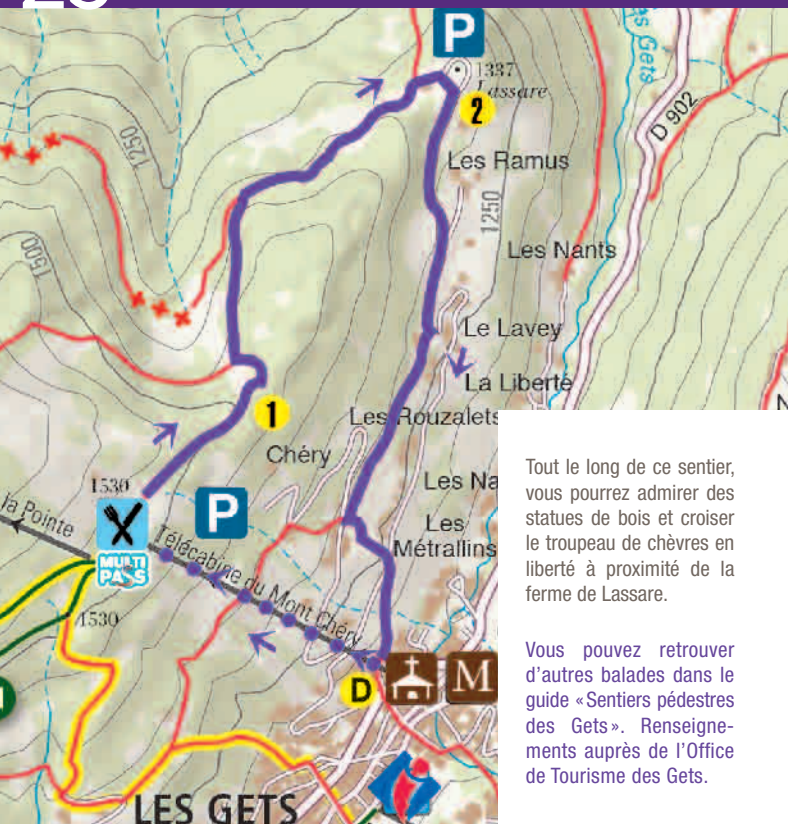 P
1337
Lassare
2
as Gets
D 902
1250
Les Ramus
1250
Les Nants
1500
Le Lavey
La Liberté
1
Les Rouzalets
Chéry
1530
P
Les Na
Les
Métrallins
la Pointe
MULTI
PASS
Télécabine du Mont Chéry
1530
D
M
i
LES GETS
N
Tout le long de ce sentier,
vous pourrez admirer des
statues de bois et croiser
le troupeau de chèvres en
liberté à proximité de la
ferme de Lassare.
Vous pouvez retrouver
d’autres balades dans le
guide «Sentiers pédestres
des Gets». Renseigne-
ments auprès de l’Office
de Tourisme des Gets.